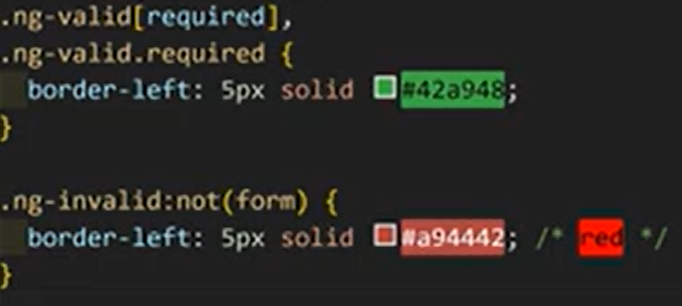 .ng-valid[required],
.ng-valid.required {
  border-left: 5px solid #42a948;
}
.ng-invalid:not(form) {
  border-left: 5px solid #a94442; /* red */
}